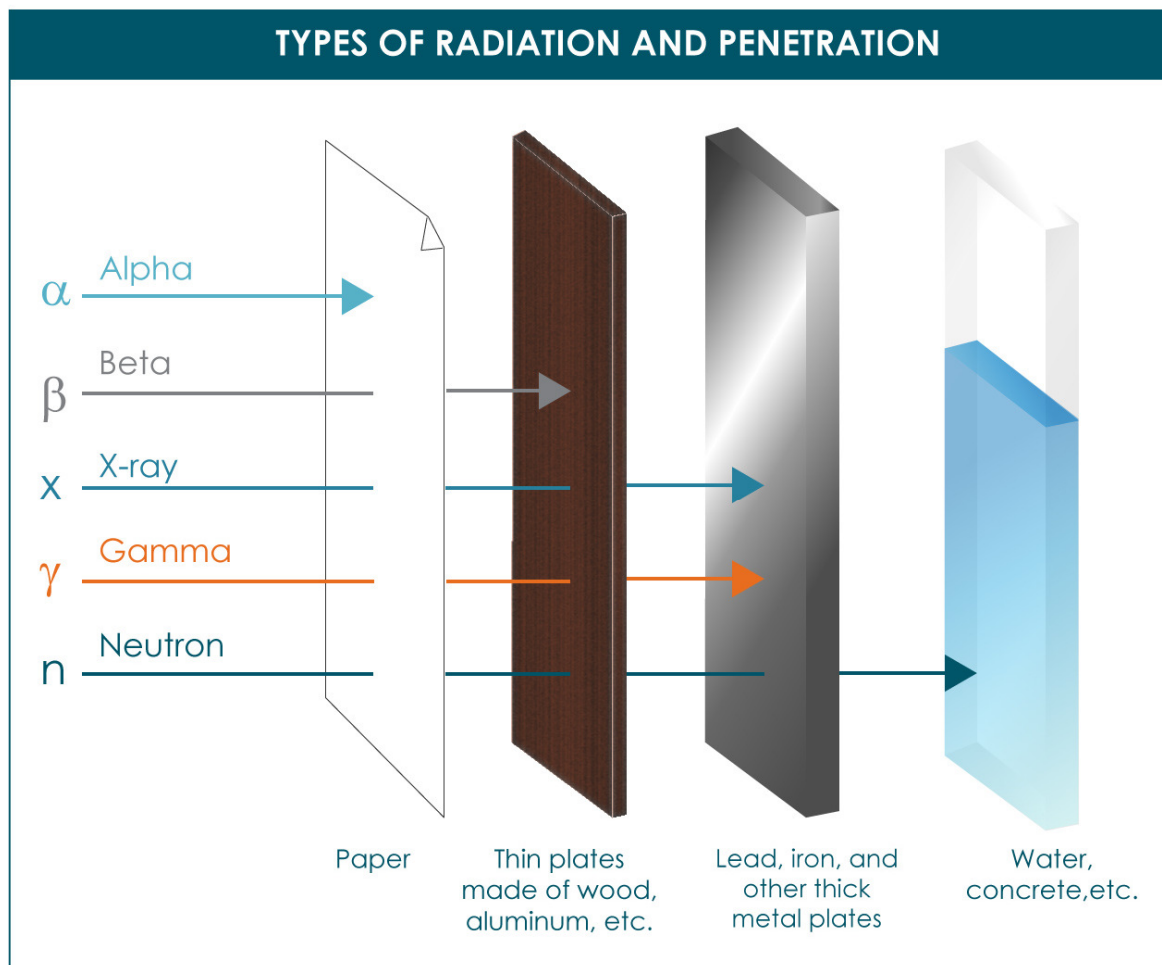 TYPES OF RADIATION AND PENETRATION
α Alpha
β Beta
x X-ray
γ Gamma
n Neutron
Paper
Thin plates
made of wood,
aluminum, etc.
Lead, iron, and
other thick
metal plates
Water,
concrete,etc.